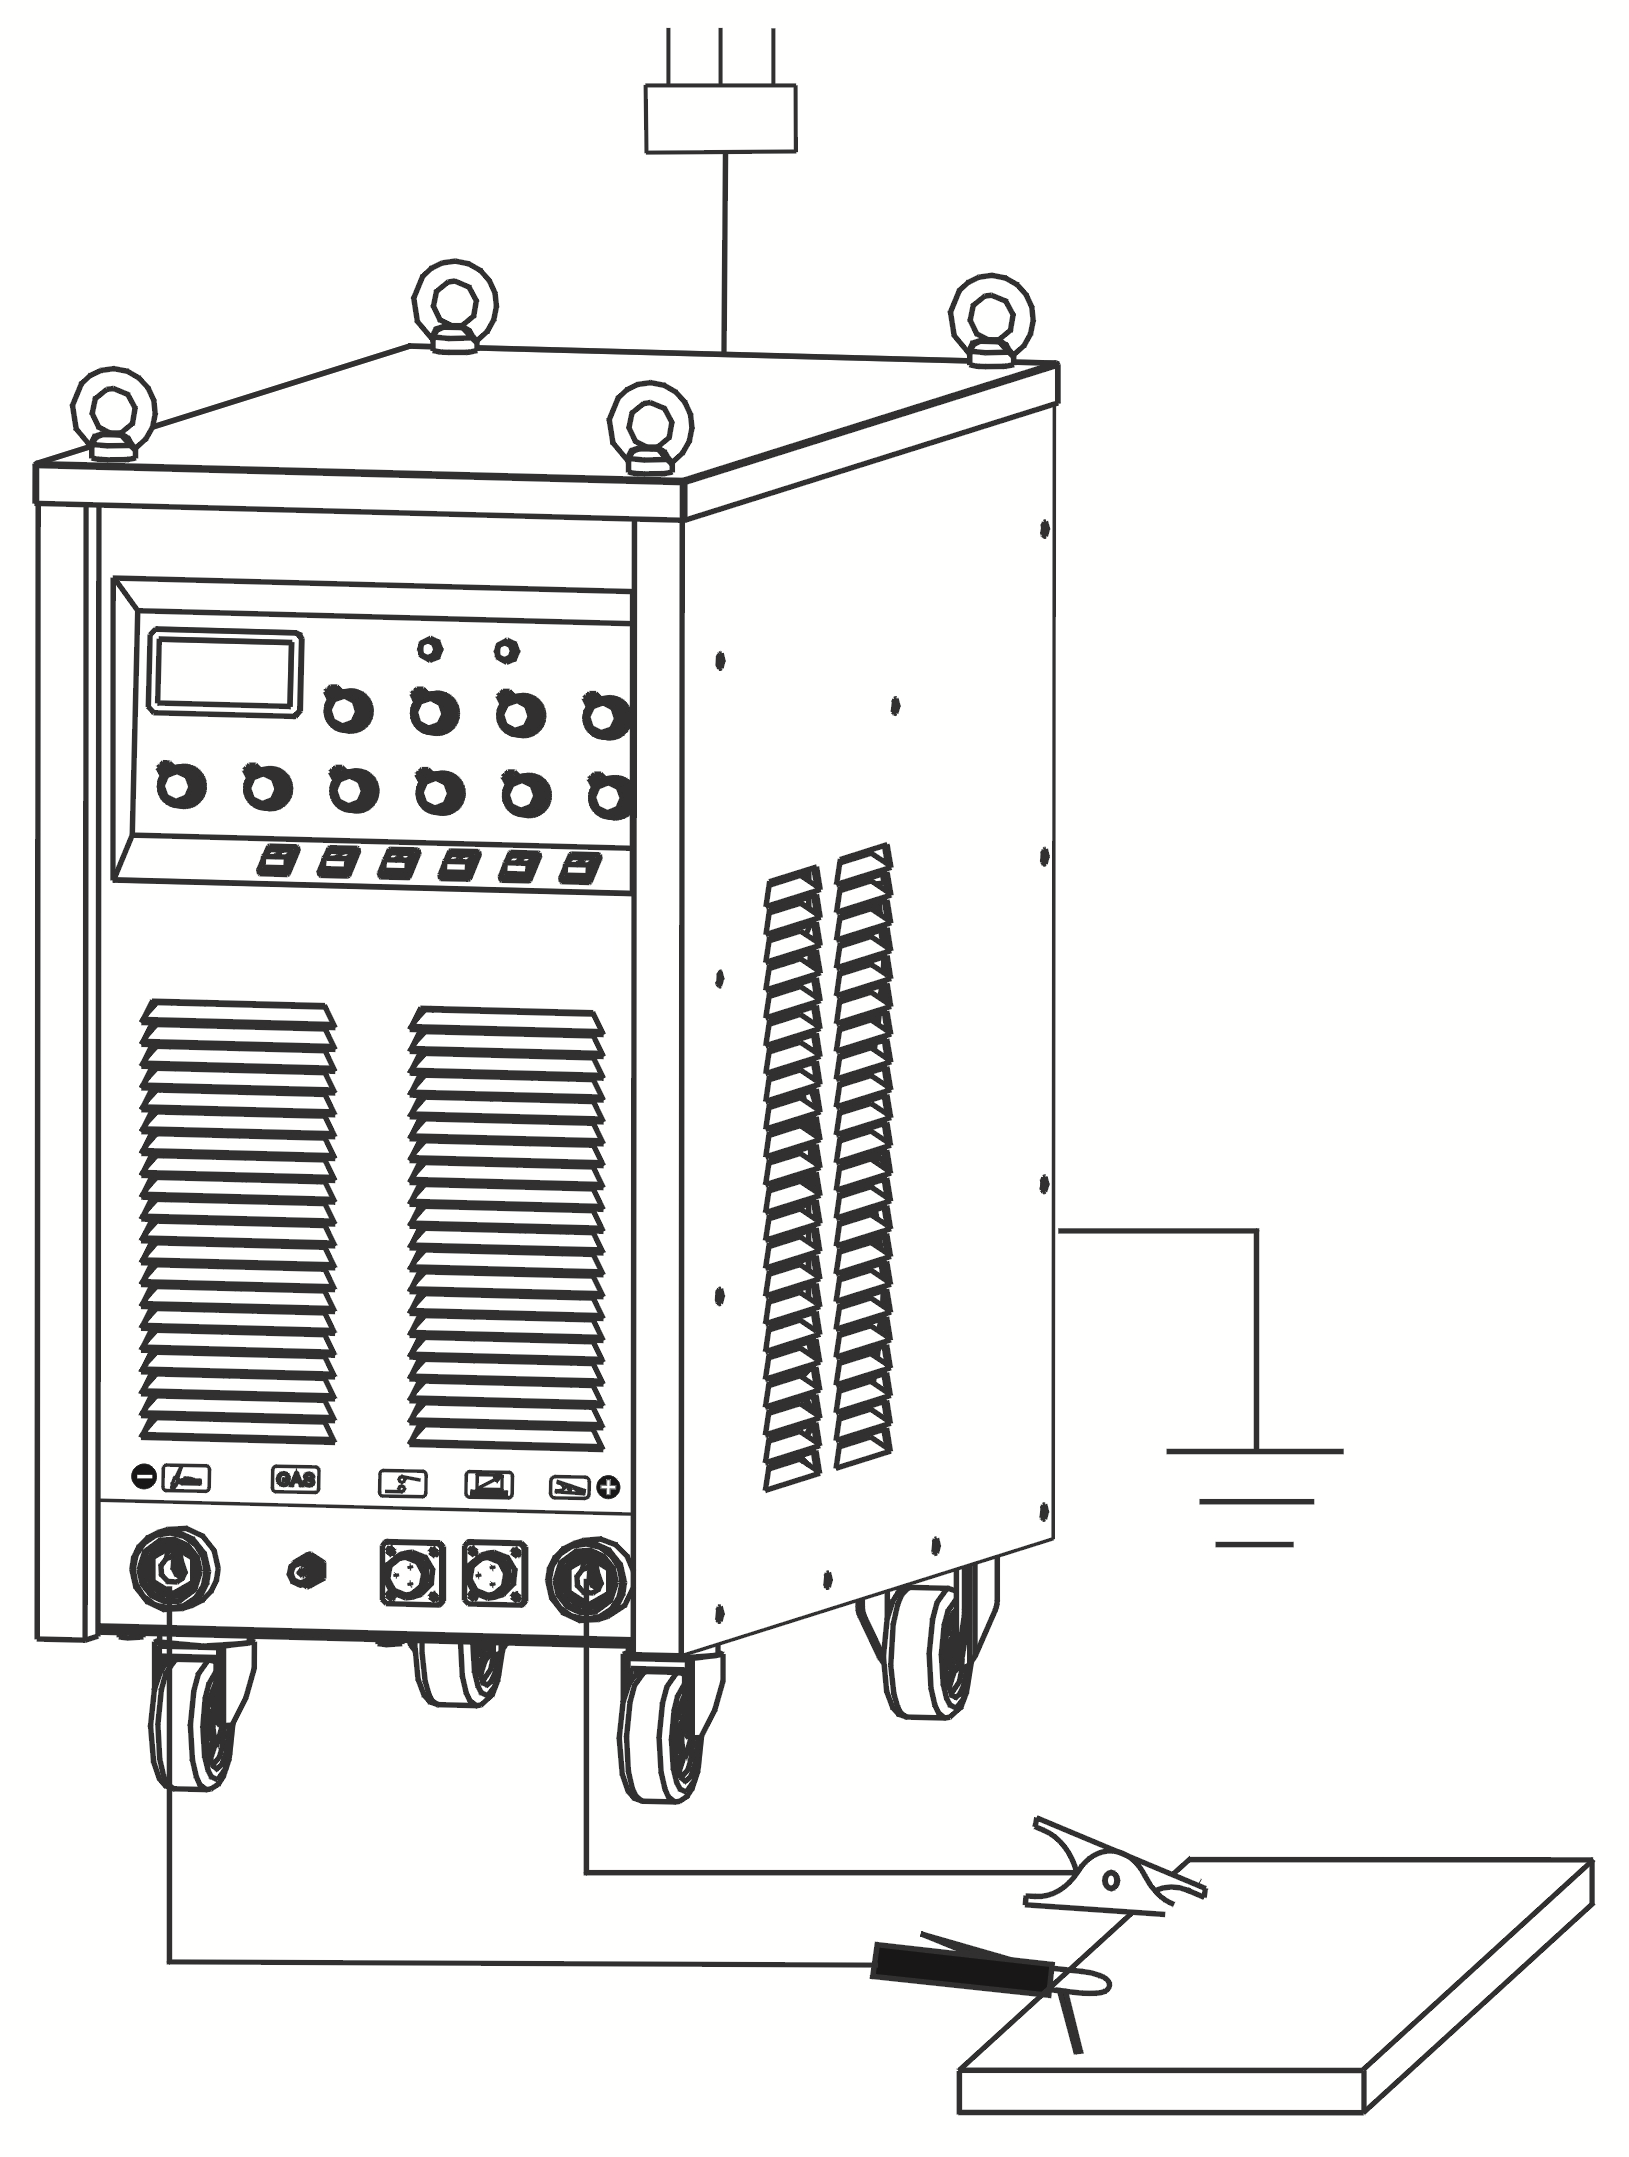 − GAS +